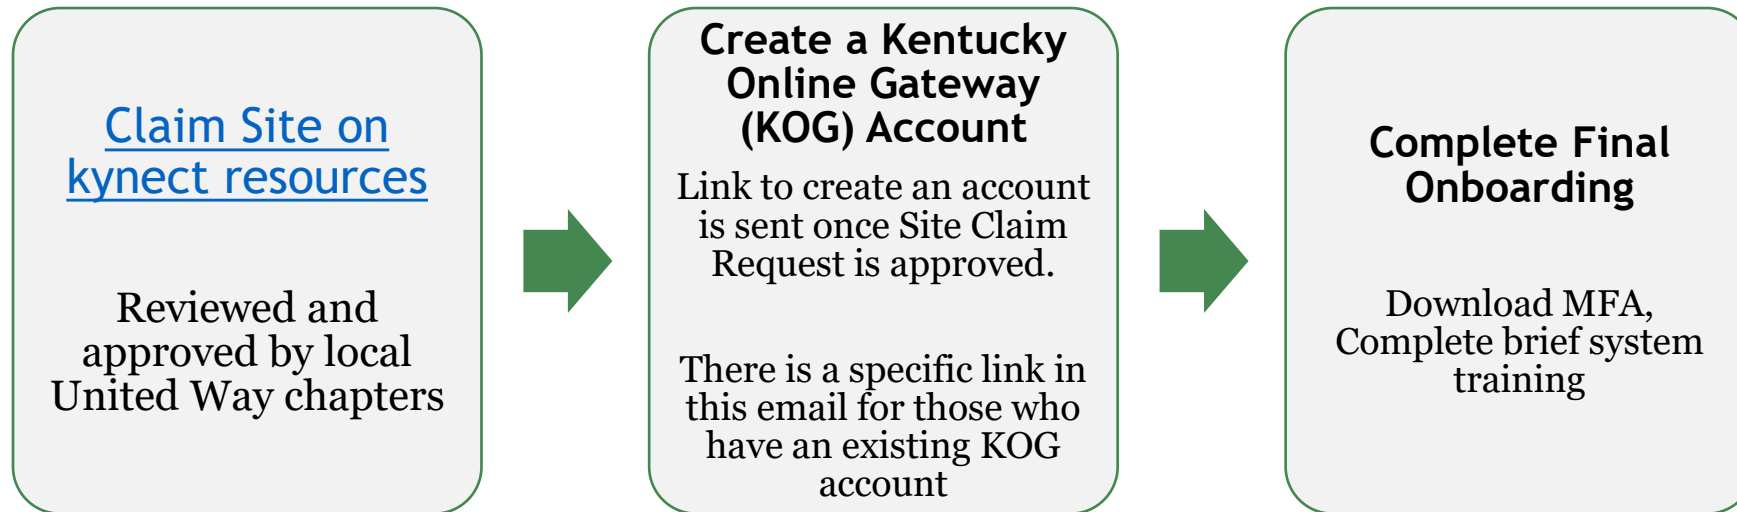 Claim Site on
kynect resources
Reviewed and
approved by local
United Way chapters
Create a Kentucky
Online Gateway
(KOG) Account
Link to create an account
is sent once Site Claim
Request is approved.
There is a specific link in
this email for those who
have an existing KOG
account
Complete Final
Onboarding
Download MFA,
Complete brief system
training